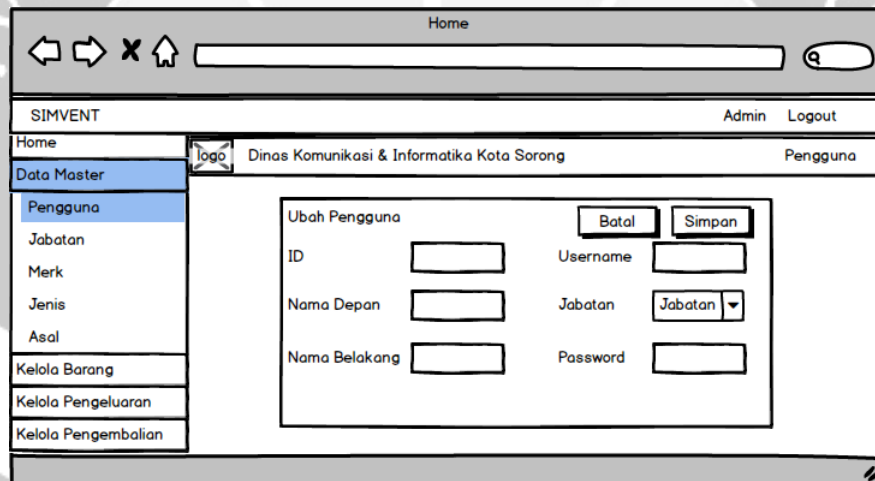 Home
SIMVENT
Admin Logout
Home
logo Dinas Komunikasi & Informatika Kota Sorong Pengguna
Data Master
Pengguna
Jabatan
Merk
Jenis
Asal
Kelola Barang
Kelola Pengeluaran
Kelola Pengembalian
Ubah Pengguna Batal Simpan
ID Username
Nama Depan Jabatan Jabatan
Nama Belakang Password